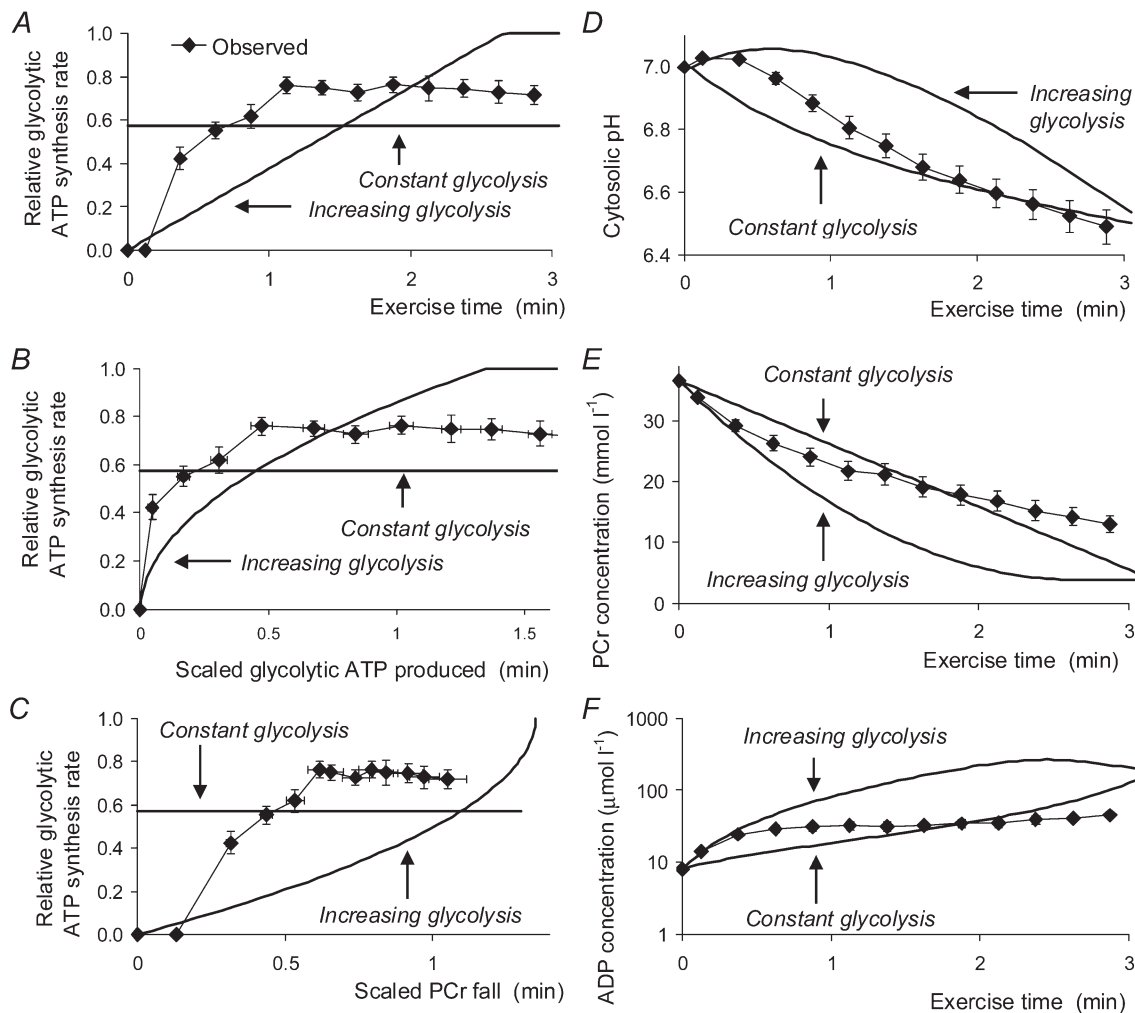 A
Relative glycolytic
ATP synthesis rate
1.0
0.8
0.6
0.4
0.2
0.0
Observed
Constant glycolysis
Increasing glycolysis
0
1
2
3
Exercise time (min)
B
Relative glycolytic
ATP synthesis rate
1.0
0.8
0.6
0.4
0.2
0.0
Constant glycolysis
Increasing glycolysis
0
0.5
1
1.5
Scaled glycolytic ATP produced (min)
C
Relative glycolytic
ATP synthesis rate
1.0
0.8
0.6
0.4
0.2
0.0
Constant glycolysis
Increasing glycolysis
0
0.5
1
Scaled PCr fall (min)
D
Cytosolic pH
7.0
6.8
6.6
6.4
Increasing
glycolysis
Constant glycolysis
0
1
2
3
Exercise time (min)
E
PCr concentration (mmol l⁻¹)
30
20
10
0
Constant glycolysis
Increasing glycolysis
0
1
2
3
Exercise time (min)
F
ADP concentration (μmol l⁻¹)
1000
100
10
1
Increasing glycolysis
Constant glycolysis
0
1
2
3
Exercise time (min)